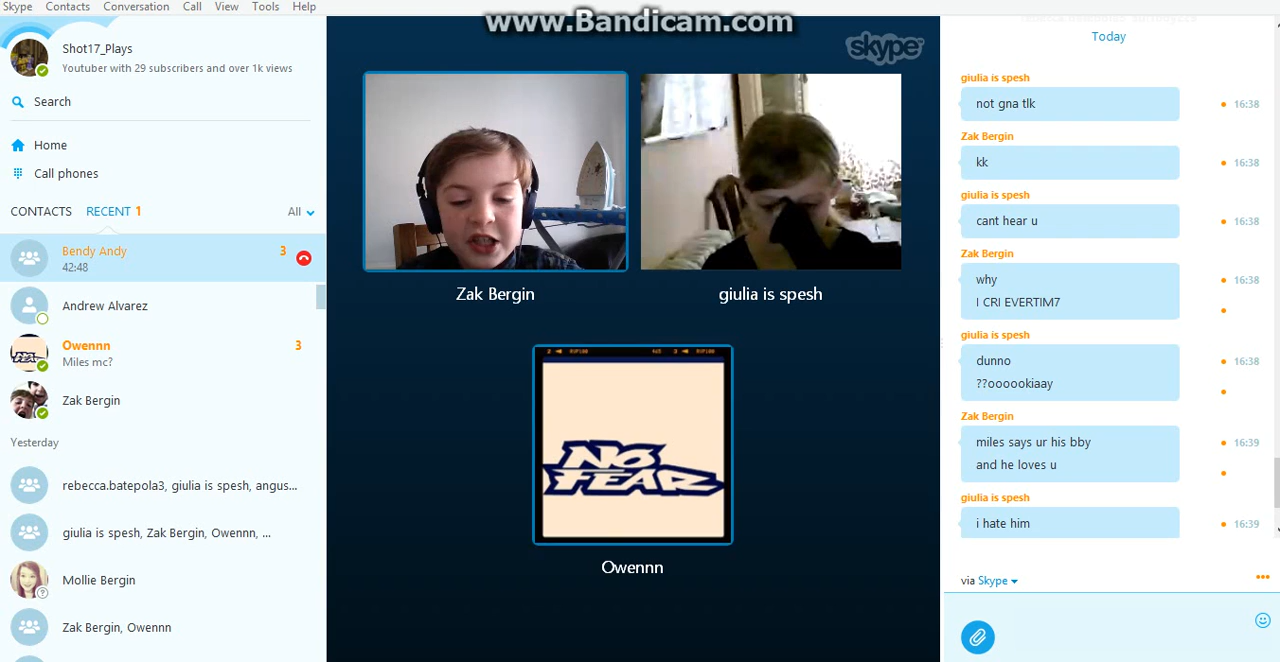 Skype Contacts Conversation Call View Tools Help
www.Bandicam.com
skype
Shot17_Plays
Youtuber with 29 subscribers and over 1k views
Search
Home
Call phones
CONTACTS RECENT 1 All
Bendy Andy 3
42:48
Andrew Alvarez
Owennn 3
Miles mc?
Zak Bergin
Yesterday
rebecca.batepola3, giulia is spesh, angus...
giulia is spesh, Zak Bergin, Owennn, ...
Mollie Bergin
Zak Bergin, Owennn
Zak Bergin
giulia is spesh
NO
FEAR
Owennn
Today
giulia is spesh
not gna tlk 16:38
Zak Bergin
kk 16:38
giulia is spesh
cant hear u 16:38
Zak Bergin
why 16:38
I CRI EVERTIM7
giulia is spesh
dunno 16:38
??oooookiaay
Zak Bergin
miles says ur his bby 16:39
and he loves u
giulia is spesh
i hate him 16:39
via Skype